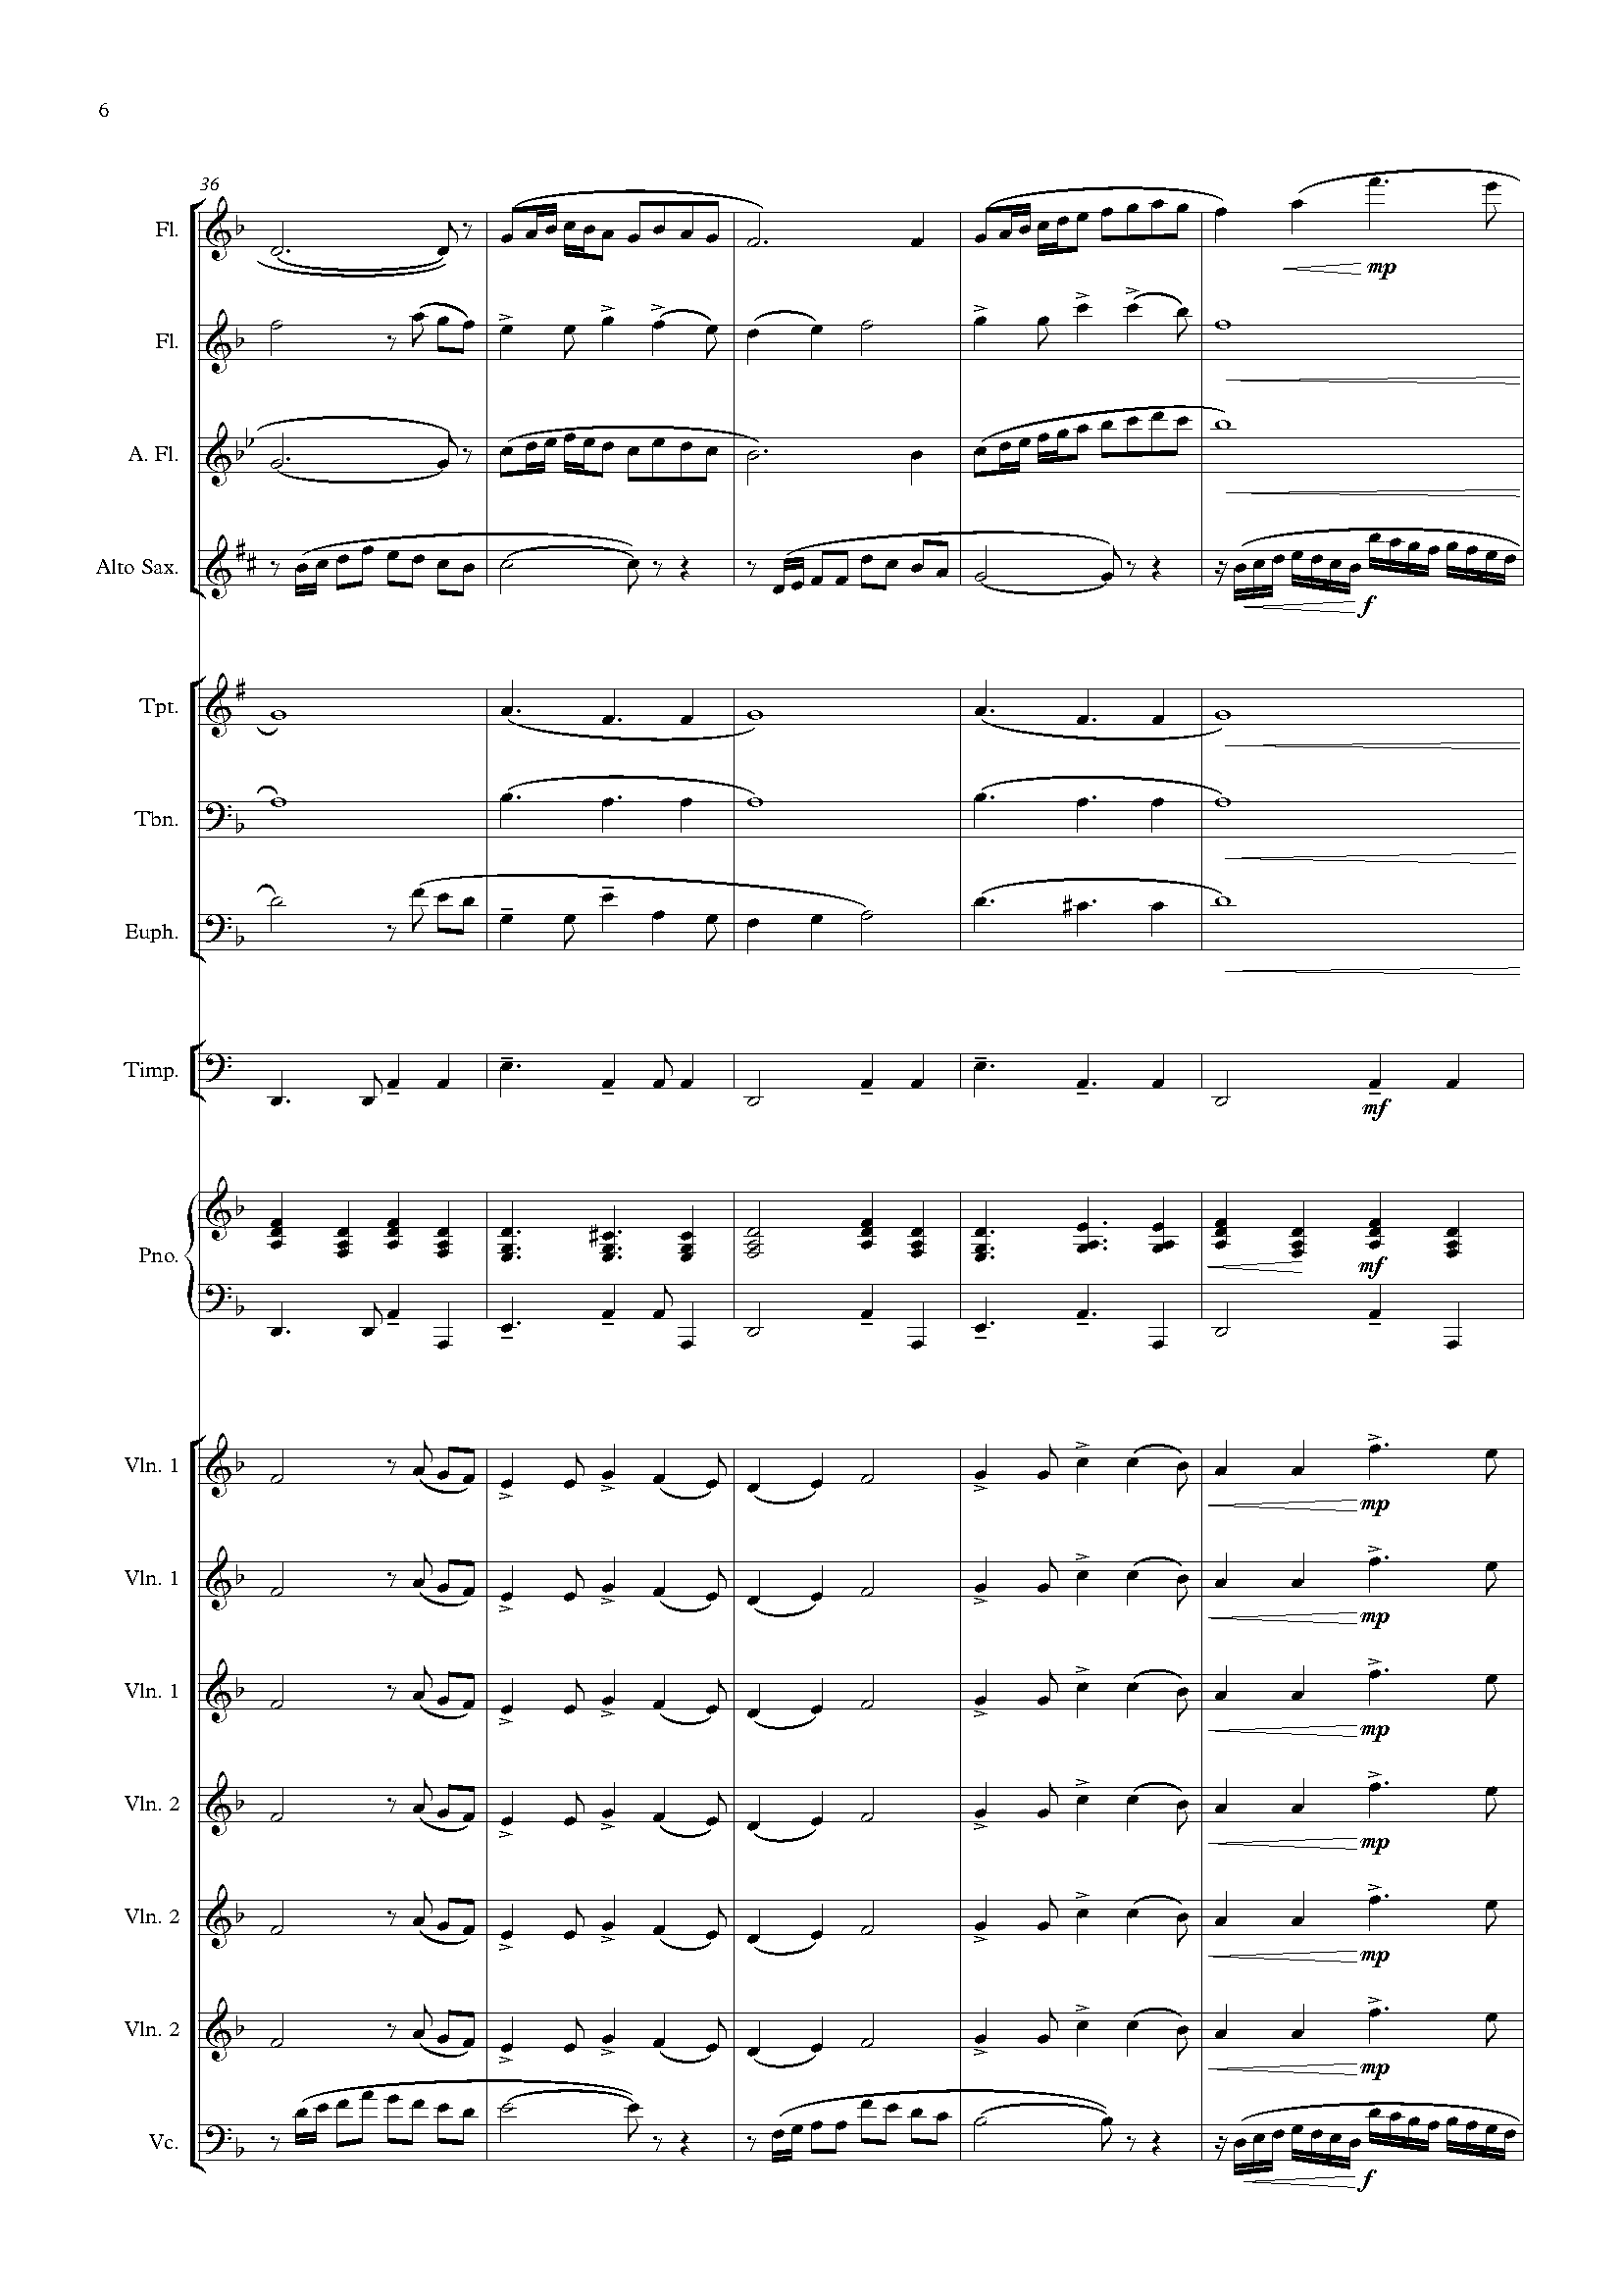 6
36
Fl.
mp
Fl.
A. Fl.
Alto Sax.
f
Tpt.
Tbn.
Euph.
Timp.
mf
Pno.
mf
Vln. 1
mp
Vln. 1
mp
Vln. 1
mp
Vln. 2
mp
Vln. 2
mp
Vln. 2
mp
Vc.
f